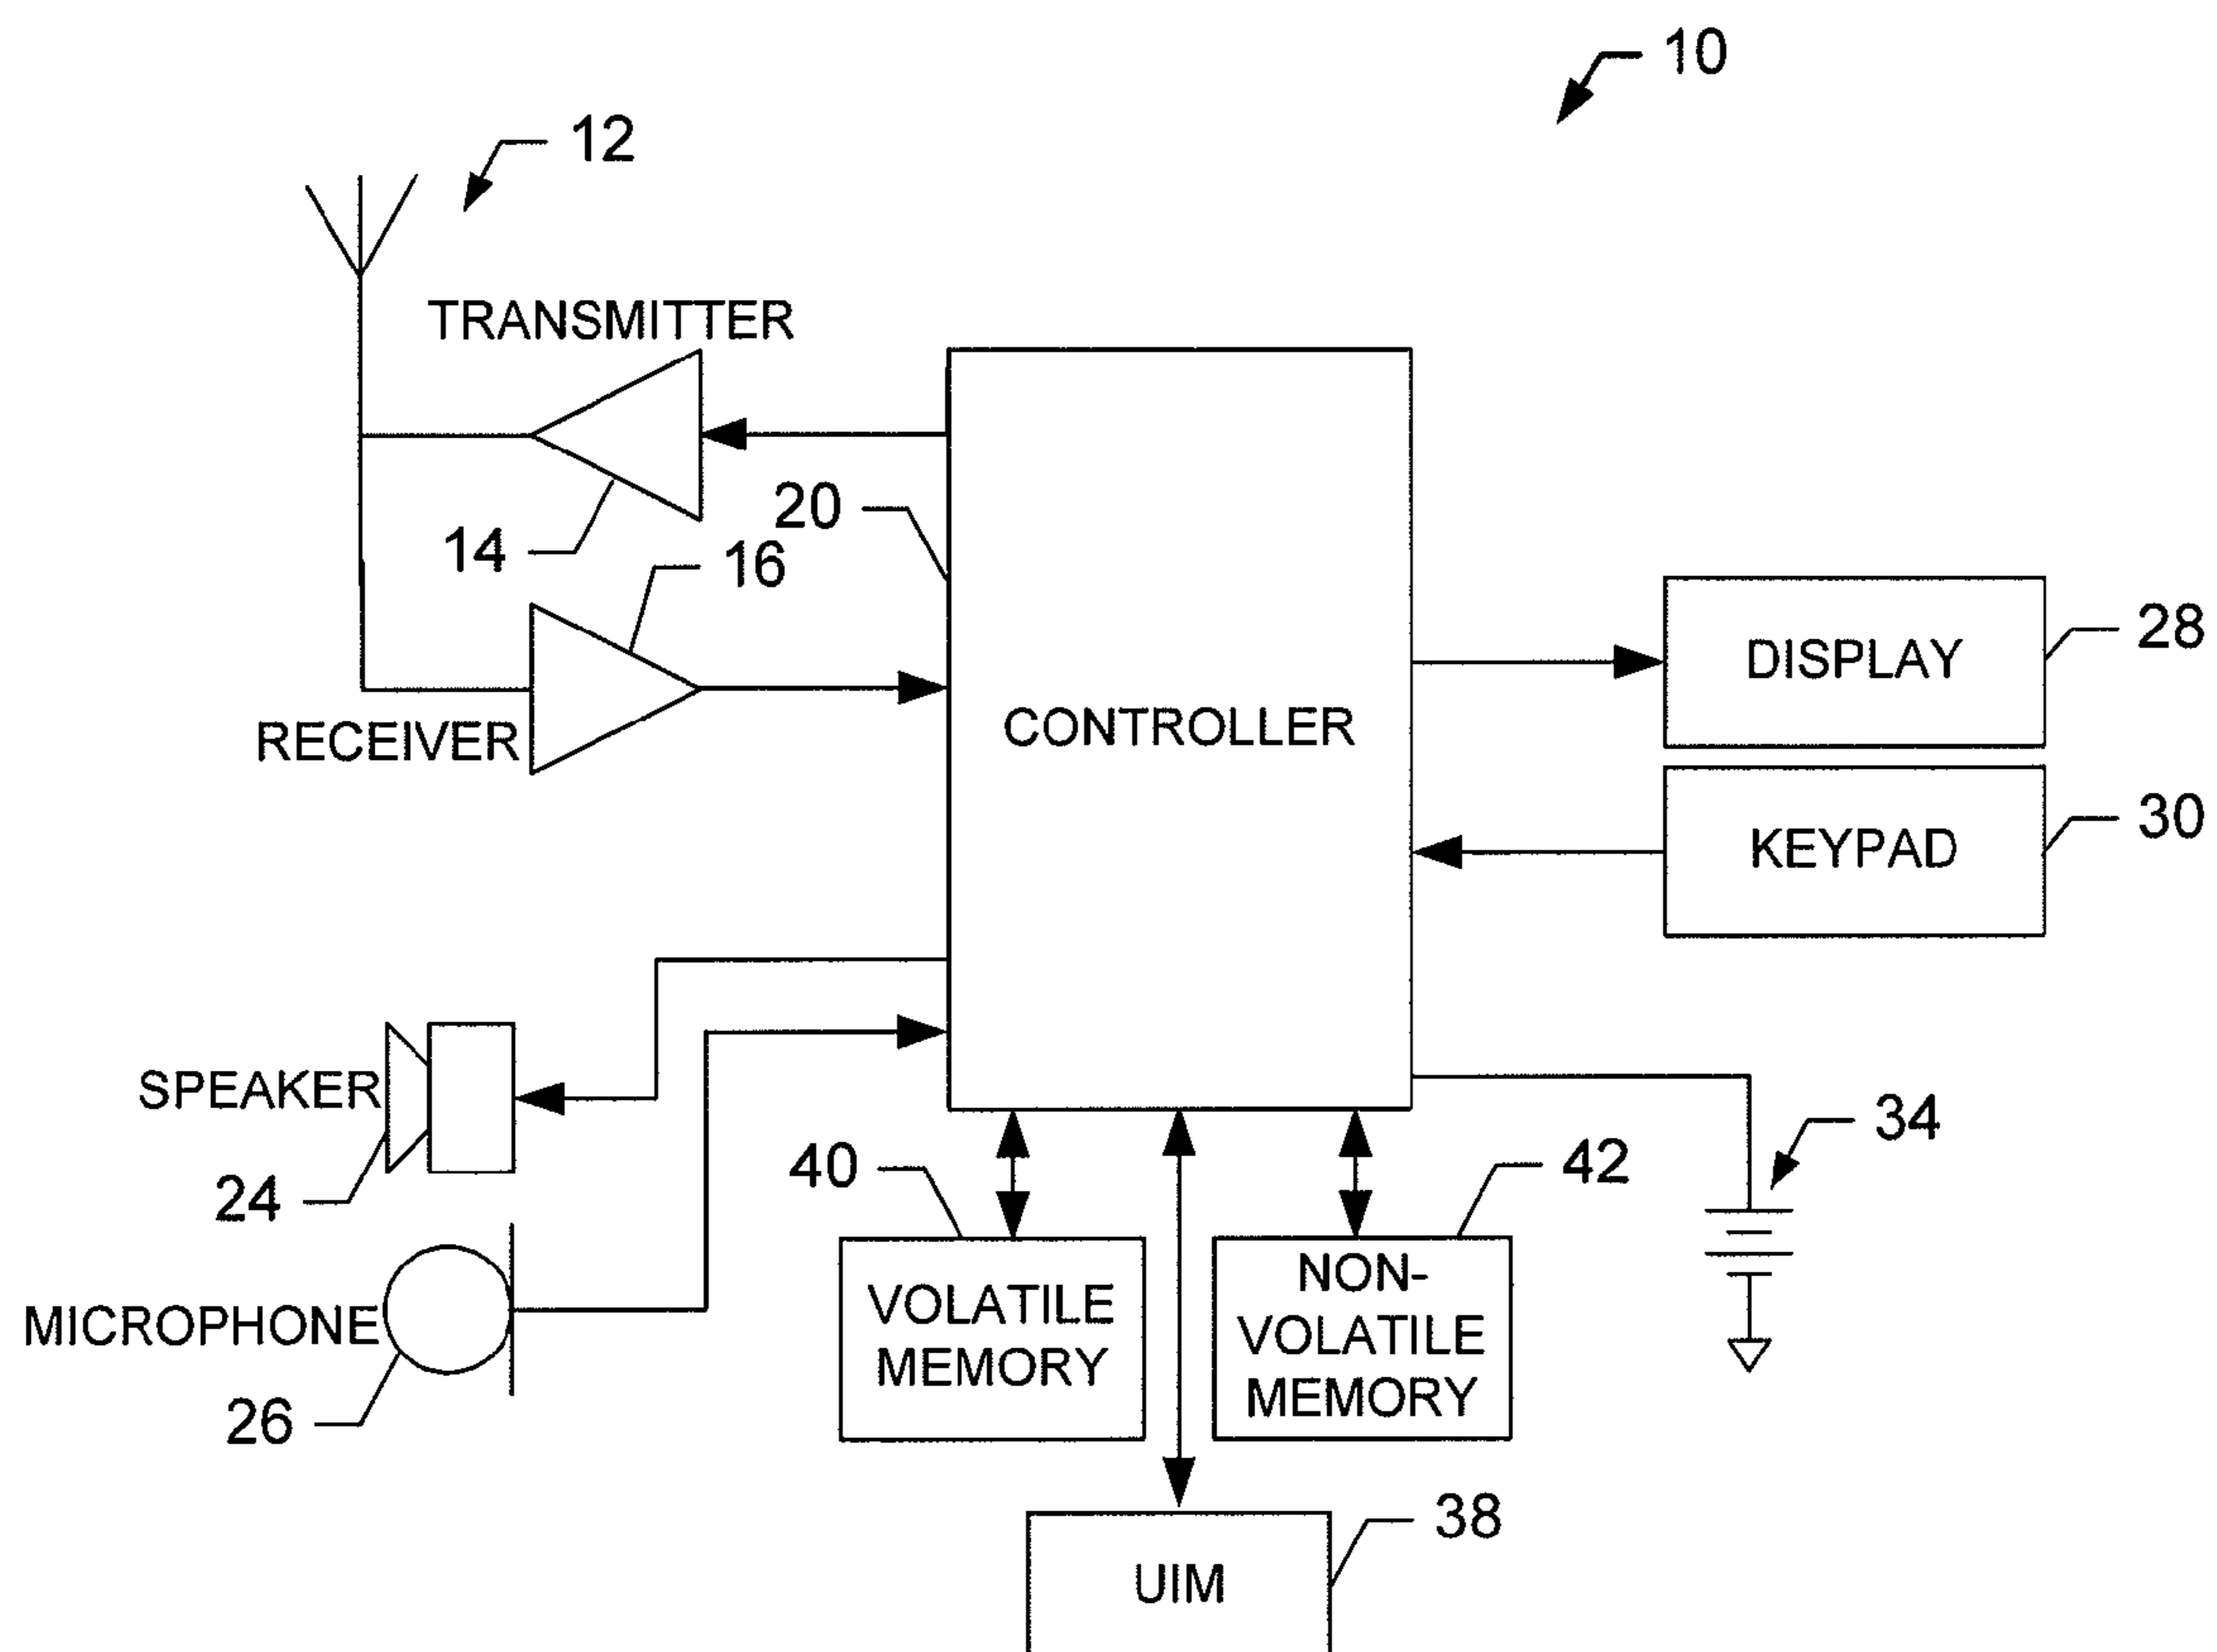 10
12
TRANSMITTER
14
20
16
RECEIVER
CONTROLLER
DISPLAY
28
KEYPAD
30
SPEAKER
24
MICROPHONE
26
40
42
34
VOLATILE
MEMORY
NON-
VOLATILE
MEMORY
38
UIM